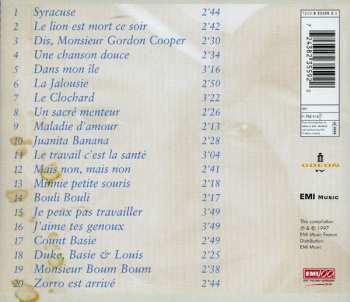 1 Syracuse 2'44
2 Le lion est mort ce soir 2'42
3 Dis, Monsieur Gordon Cooper 2'30
4 Une chanson douce 2'34
5 Dans mon île 3'16
6 La Jalousie 2'50
7 Le Clochard 3'22
8 Un sacré menteur 2'26
9 Maladie d'amour 2'13
10 Juanita Banana 2'28
11 Le travail c'est la santé 3'04
12 Mais non, mais non 2'41
13 Minnie petite souris 2'18
14 Bouli Bouli 2'17
15 Je peux pas travailler 3'49
16 J'aime tes genoux 3'49
17 Count Basie 3'49
18 Duke, Basie & Louis 2'25
19 Monsieur Boum Boum 2'38
20 Zorro est arrivé 2'44
ODEON
EMI MUSIC
This compilation
℗ & © 1997
EMI Music France
Distribution
EMI Music
EMI 100